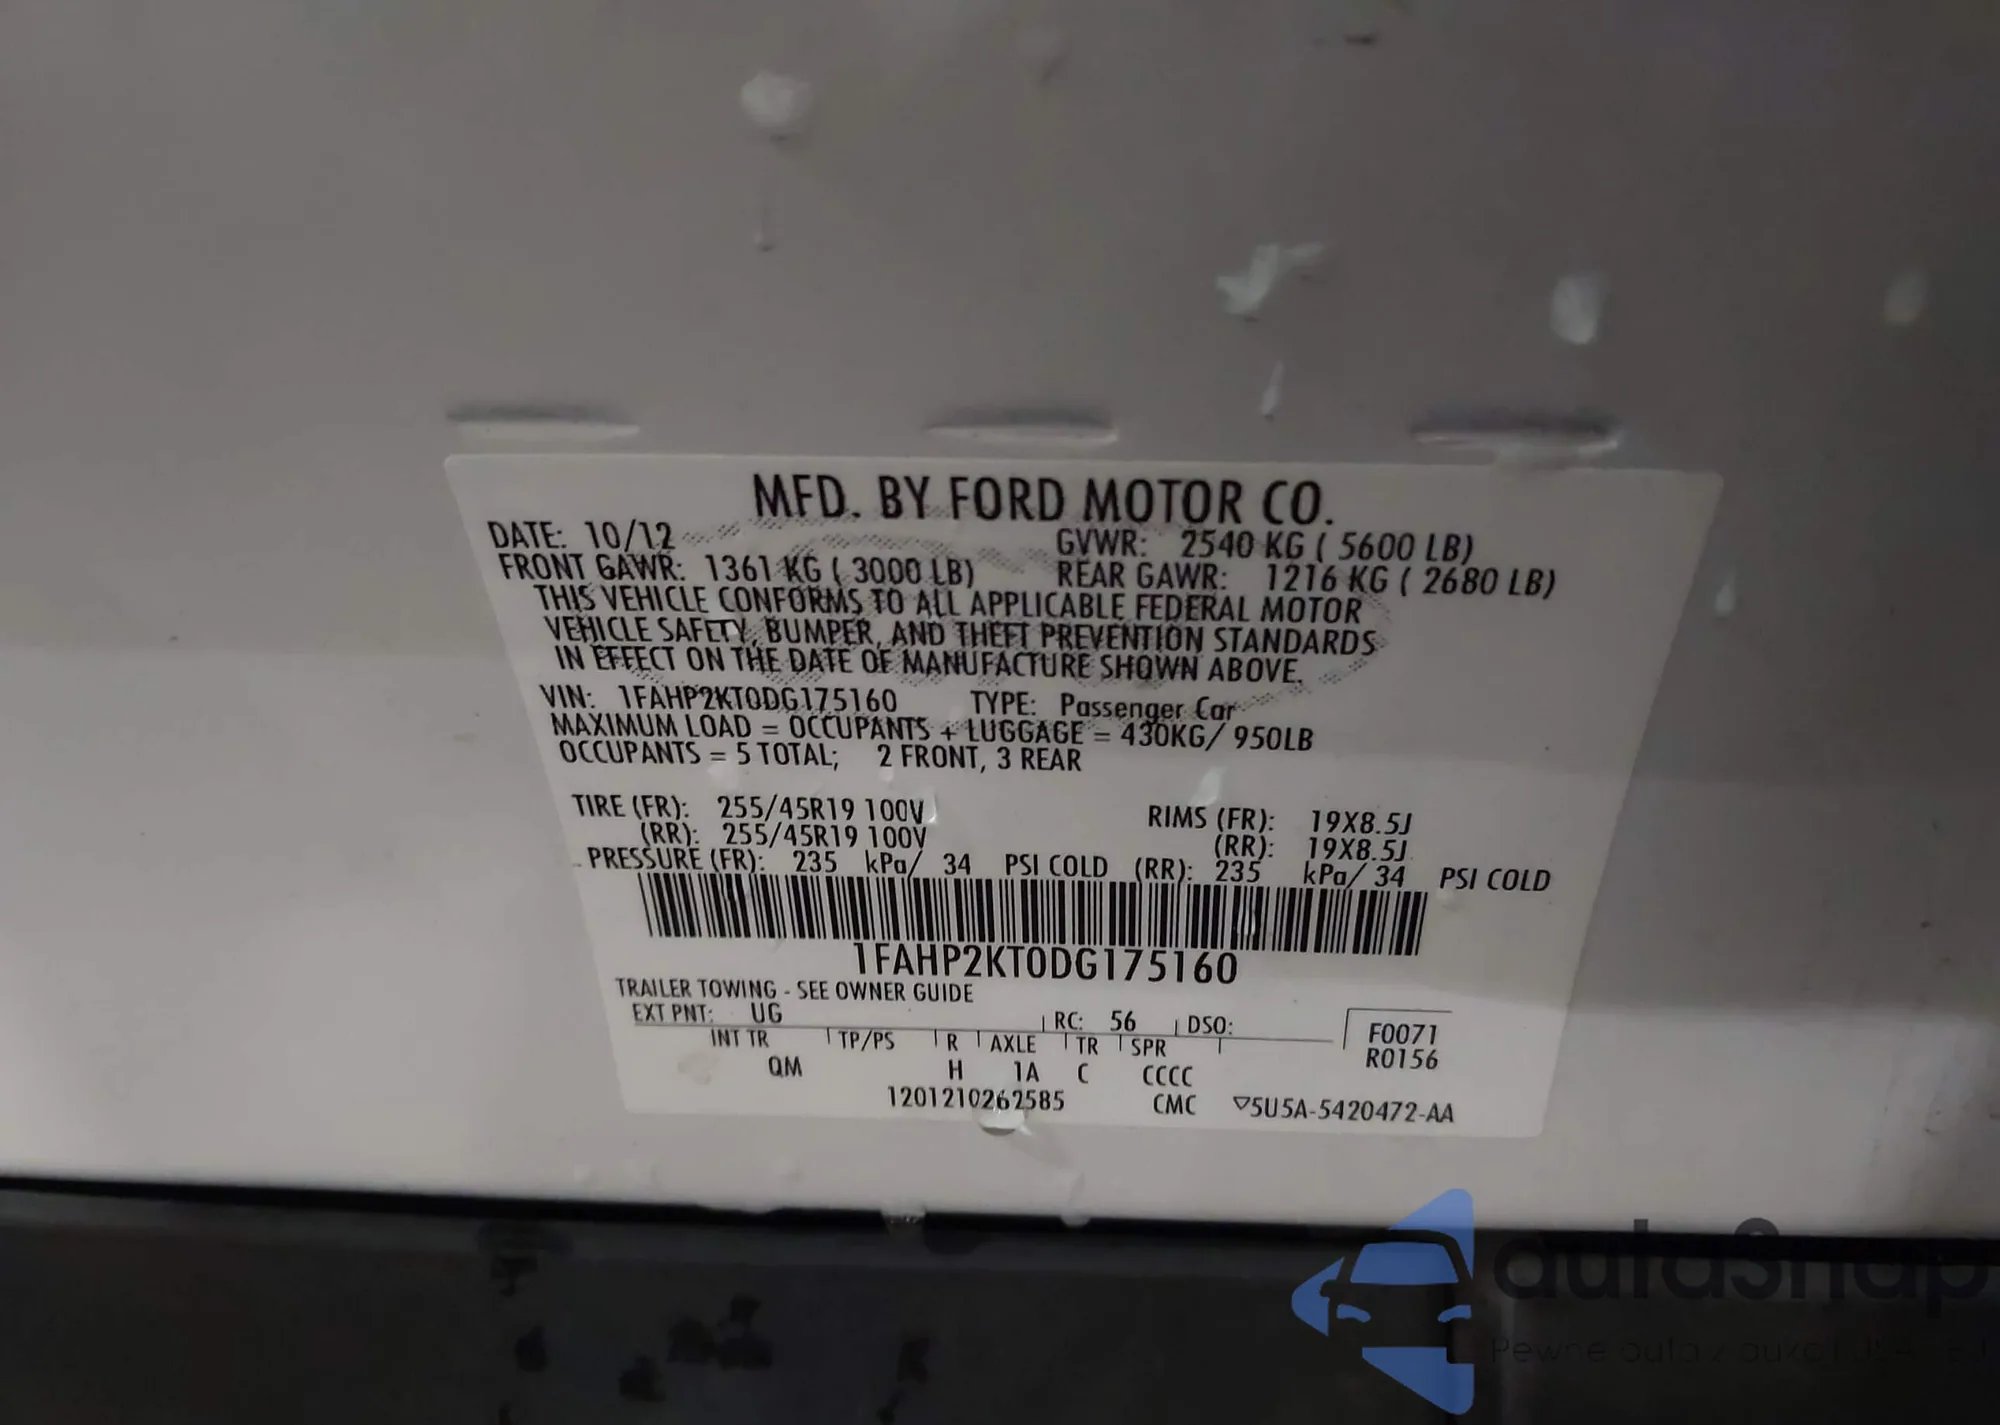 MFD. BY FORD MOTOR CO.
DATE: 10/12 GVWR: 2540 KG ( 5600 LB)
FRONT GAWR: 1361 KG ( 3000 LB) REAR GAWR: 1216 KG ( 2680 LB)
THIS VEHICLE CONFORMS TO ALL APPLICABLE FEDERAL MOTOR
VEHICLE SAFETY, BUMPER, AND THEFT PREVENTION STANDARDS
IN EFFECT ON THE DATE OF MANUFACTURE SHOWN ABOVE.
VIN: 1FAHP2KT0DG175160 TYPE: Passenger Car
MAXIMUM LOAD = OCCUPANTS + LUGGAGE = 430KG/ 950LB
OCCUPANTS = 5 TOTAL; 2 FRONT, 3 REAR
TIRE (FR): 255/45R19 100V RIMS (FR): 19X8.5J
(RR): 255/45R19 100V (RR): 19X8.5J
PRESSURE (FR): 235 kPa/ 34 PSI COLD (RR): 235 kPa/ 34 PSI COLD
1FAHP2KT0DG175160
TRAILER TOWING - SEE OWNER GUIDE
EXT PNT: UG RC: 56 DSO: F0071
INT TR TP/PS R AXLE TR SPR R0156
QM H 1A C CCCC
1201210262585 CMC ▽5U5A-5420472-AA
autaSnap
Pewne auto z